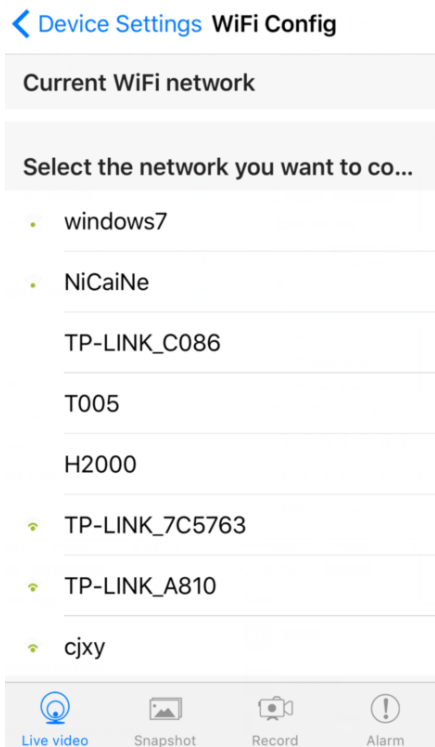 Device Settings WiFi Config
Current WiFi network
Select the network you want to co...
windows7
NiCaiNe
TP-LINK_C086
T005
H2000
TP-LINK_7C5763
TP-LINK_A810
cjxy
Live video Snapshot Record Alarm